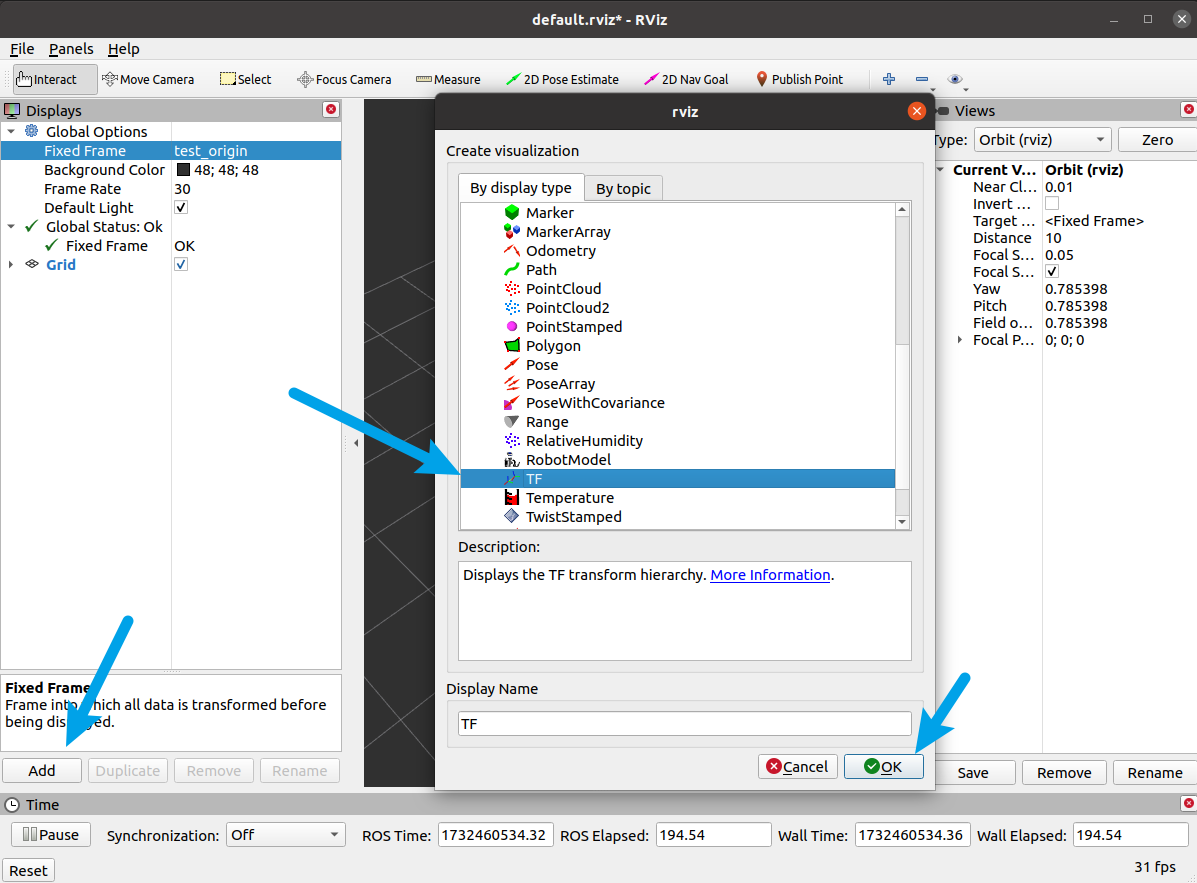 default.rviz* - RViz
File Panels Help
Interact Move Camera Select Focus Camera Measure 2D Pose Estimate 2D Nav Goal Publish Point
Displays
Global Options
Fixed Frame test_origin
Background Color 48; 48; 48
Frame Rate 30
Default Light
Global Status: Ok
Fixed Frame OK
Grid
Fixed Frame
Frame into which all data is transformed before
being displayed.
Add Duplicate Remove Rename
rviz
Create visualization
By display type By topic
Marker
MarkerArray
Odometry
Path
PointCloud
PointCloud2
PointStamped
Polygon
Pose
PoseArray
PoseWithCovariance
Range
RelativeHumidity
RobotModel
TF
Temperature
TwistStamped
Description:
Displays the TF transform hierarchy. More Information.
Display Name
TF
Cancel OK
Views
Type: Orbit (rviz) Zero
Current V... Orbit (rviz)
Near Cl... 0.01
Invert ...
Target ... <Fixed Frame>
Distance 10
Focal S... 0.05
Focal S...
Yaw 0.785398
Pitch 0.785398
Field o... 0.785398
Focal P... 0; 0; 0
Save Remove Rename
Time
Pause Synchronization: Off ROS Time: 1732460534.32 ROS Elapsed: 194.54 Wall Time: 1732460534.36 Wall Elapsed: 194.54
Reset 31 fps